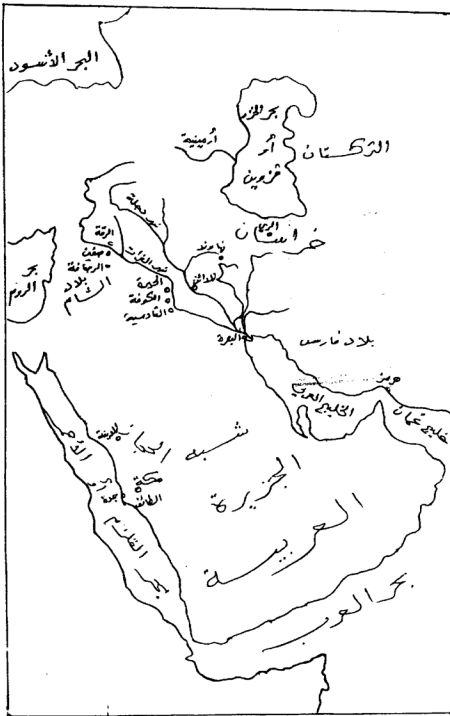 البحر الأسود
بحر الخزر
أو
قزوين
أرمينية
التركستان
نهر دجلة
الرقة
صفين
الرصافة
نهر الفرات
بلاد
الشام
بحر
الروم
نهاوند
المدائن
الحيرة
الكوفة
القادسية
البصرة
خراسان
بلاد فارس
هرمز
الخليج العربي
خليج عمان
شبه
الجزيرة
العربية
المدينة
مكة
جدة
الطائف
بحر القلزم
بحر العرب